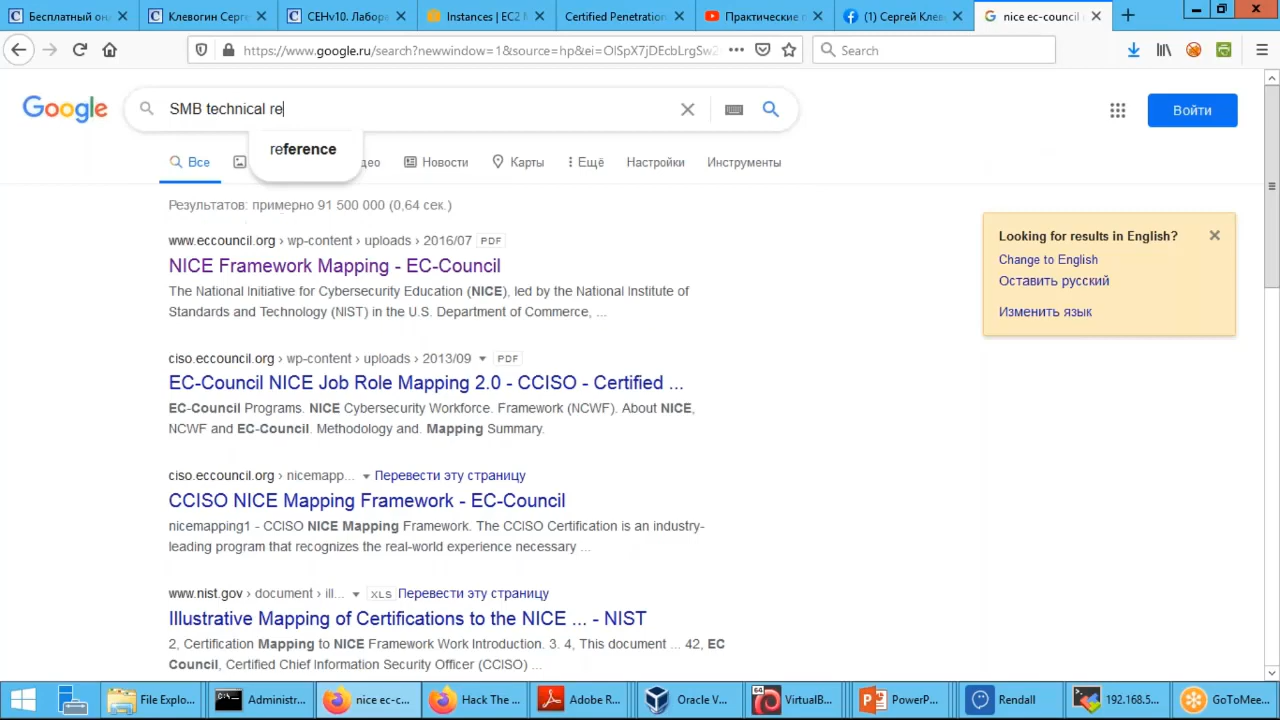 Бесплатный он
Клевогин Серг
CEHv10. Лабора
Instances | EC2 M
Certified Penetration
Практические п
(1) Сергей Клев
nice ec-council
https://www.google.ru/search?newwindow=1&source=hp&ei=OlSpX7jDEcbLrgSw2
Search
Google
SMB technical re
Войти
reference
Все
део
Новости
Карты
Ещё
Настройки
Инструменты
Результатов: примерно 91 500 000 (0,64 сек.)
www.eccouncil.org › wp-content › uploads › 2016/07 PDF
NICE Framework Mapping - EC-Council
The National Initiative for Cybersecurity Education (NICE), led by the National Institute of
Standards and Technology (NIST) in the U.S. Department of Commerce, ...
ciso.eccouncil.org › wp-content › uploads › 2013/09 PDF
EC-Council NICE Job Role Mapping 2.0 - CCISO - Certified ...
EC-Council Programs. NICE Cybersecurity Workforce. Framework (NCWF). About NICE,
NCWF and EC-Council. Methodology and. Mapping Summary.
ciso.eccouncil.org › nicemapp... Перевести эту страницу
CCISO NICE Mapping Framework - EC-Council
nicemapping1 - CCISO NICE Mapping Framework. The CCISO Certification is an industry-
leading program that recognizes the real-world experience necessary ...
www.nist.gov › document › ill... XLS Перевести эту страницу
Illustrative Mapping of Certifications to the NICE ... - NIST
2, Certification Mapping to NICE Framework Work Introduction. 3. 4, This document ... 42, EC
Council, Certified Chief Information Security Officer (CCISO) ...
Looking for results in English?
Change to English
Оставить русский
Изменить язык
File Explo...
Administr...
nice ec-c...
Hack The ...
Adobe R...
Oracle V...
64
VirtualB...
PowerP...
Rendall
192.168.5...
GoToMee...